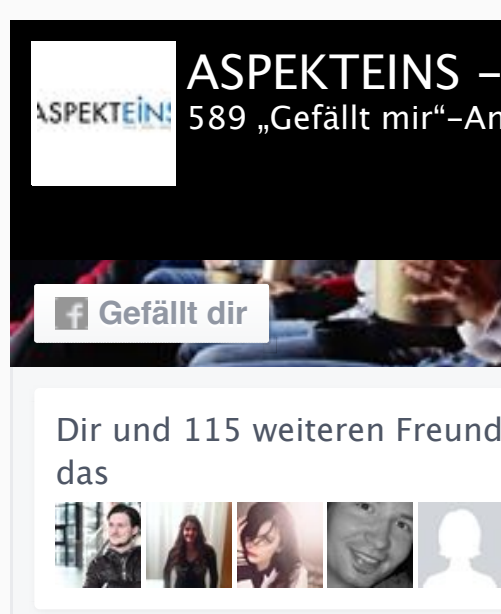 ASPEKTEINS –
ASPEKTEINS
589 „Gefällt mir“-An
Gefällt dir
Dir und 115 weiteren Freund
das